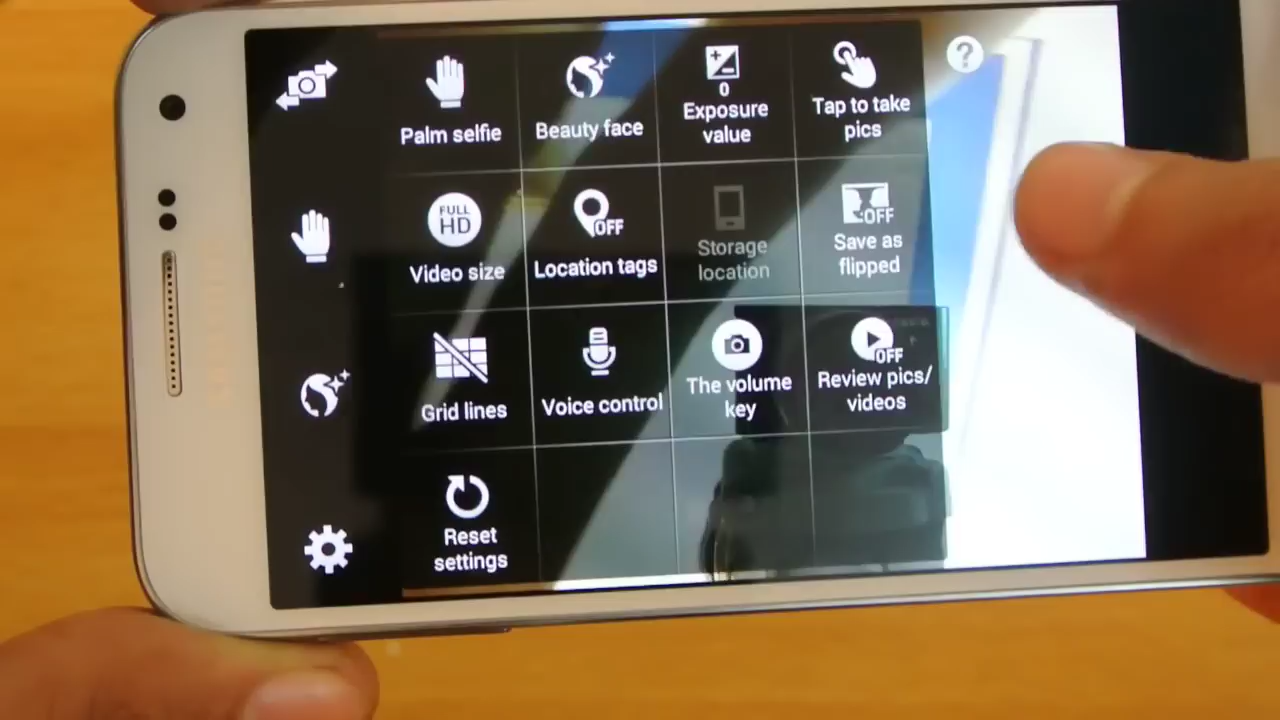 Palm selfie
Beauty face
0
Exposure
value
Tap to take
pics
?
FULL
HD
Video size
OFF
Location tags
Storage
location
OFF
Save as
flipped
Grid lines
Voice control
The volume
key
OFF
Review pics/
videos
Reset
settings